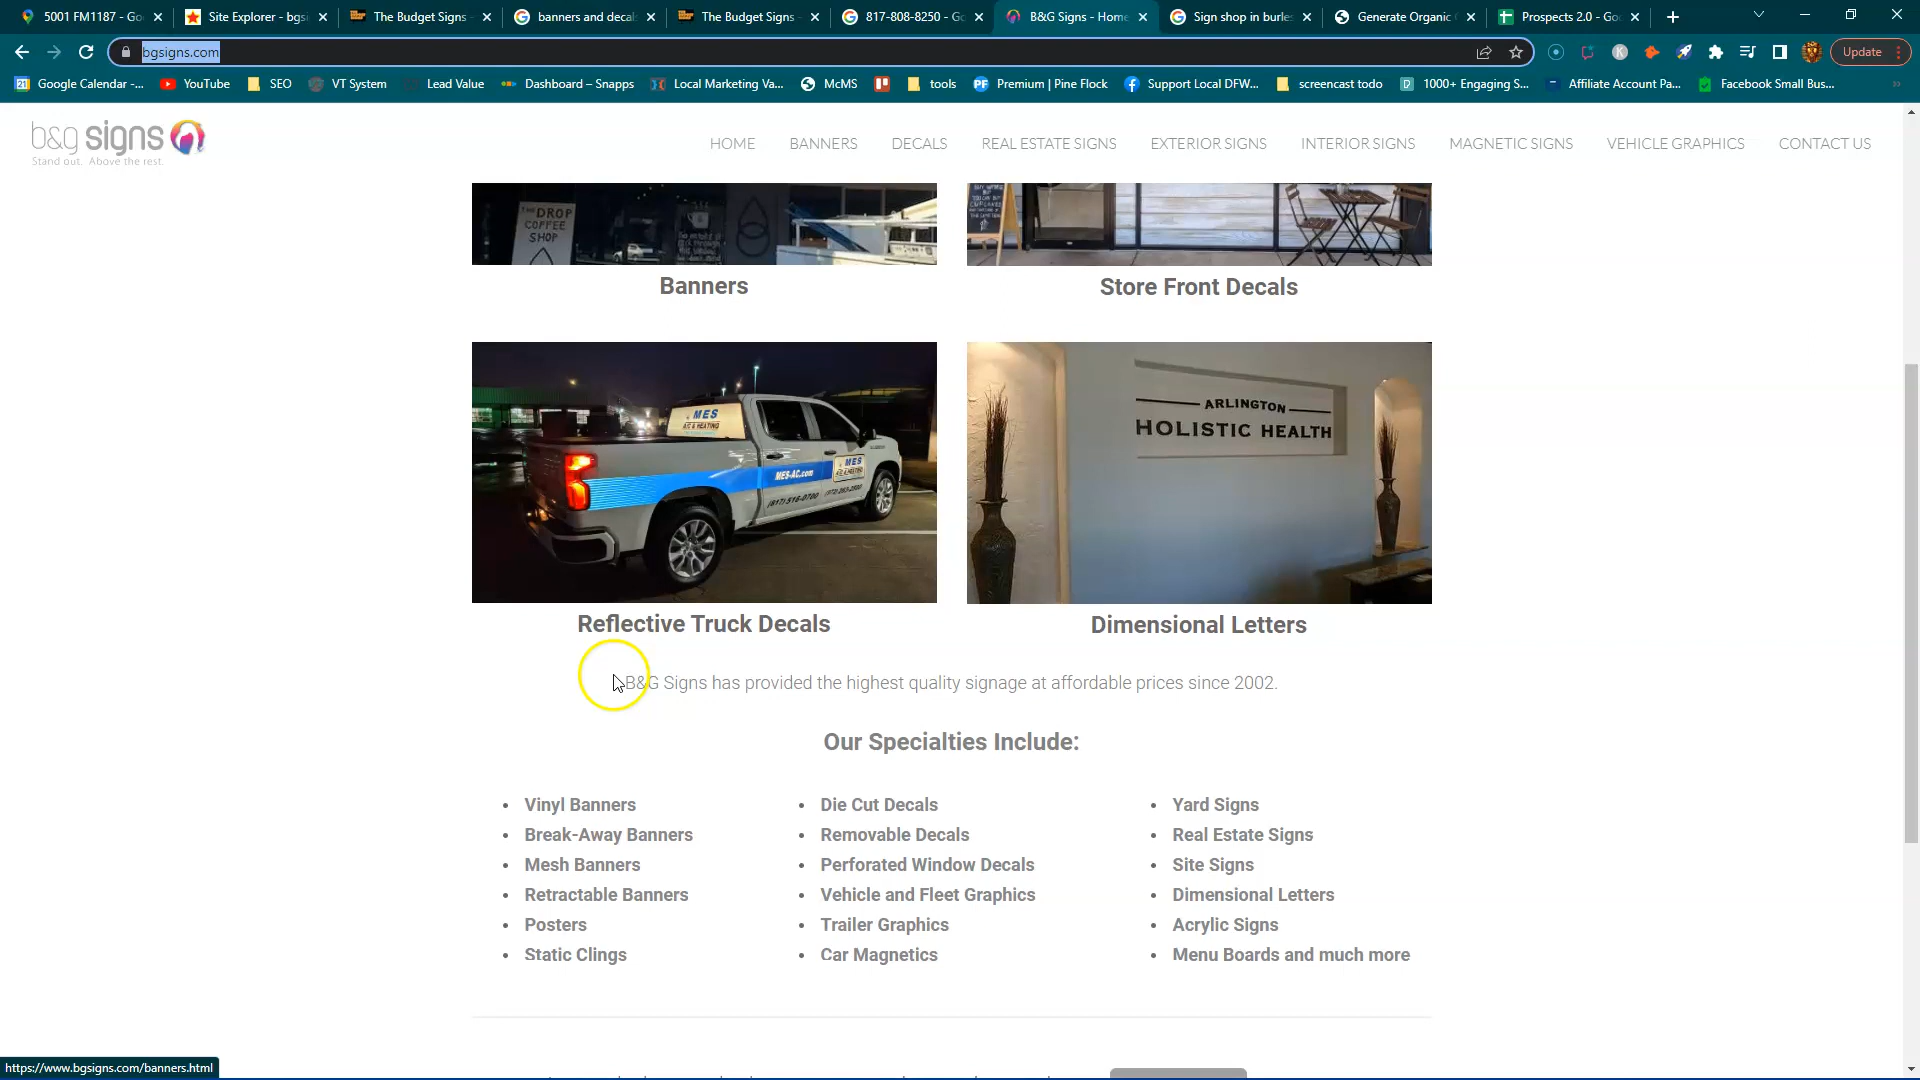 5001 FM1187 - Go
Site Explorer - bgs
The Budget Signs -
banners and decal
The Budget Signs -
817-808-8250 - Go
B&G Signs - Home
Sign shop in burles
Generate Organic
Prospects 2.0 - Goo
bgsigns.com
Update
Google Calendar -...
YouTube
SEO
VT System
Lead Value
Dashboard – Snapps
Local Marketing Va...
McMS
tools
Premium | Pine Flock
Support Local DFW...
screencast todo
1000+ Engaging S...
Affiliate Account Pa...
Facebook Small Bus...
b&g signs
Stand out. Above the rest.
HOME
BANNERS
DECALS
REAL ESTATE SIGNS
EXTERIOR SIGNS
INTERIOR SIGNS
MAGNETIC SIGNS
VEHICLE GRAPHICS
CONTACT US
THE DROP
COFFEE
SHOP
Banners
Store Front Decals
MES
A/C & HEATING
MES-AC.com
MES
(817) 516-0700
ARLINGTON
HOLISTIC HEALTH
Reflective Truck Decals
Dimensional Letters
B&G Signs has provided the highest quality signage at affordable prices since 2002.
Our Specialties Include:
• Vinyl Banners
• Break-Away Banners
• Mesh Banners
• Retractable Banners
• Posters
• Static Clings
• Die Cut Decals
• Removable Decals
• Perforated Window Decals
• Vehicle and Fleet Graphics
• Trailer Graphics
• Car Magnetics
• Yard Signs
• Real Estate Signs
• Site Signs
• Dimensional Letters
• Acrylic Signs
• Menu Boards and much more
https://www.bgsigns.com/banners.html